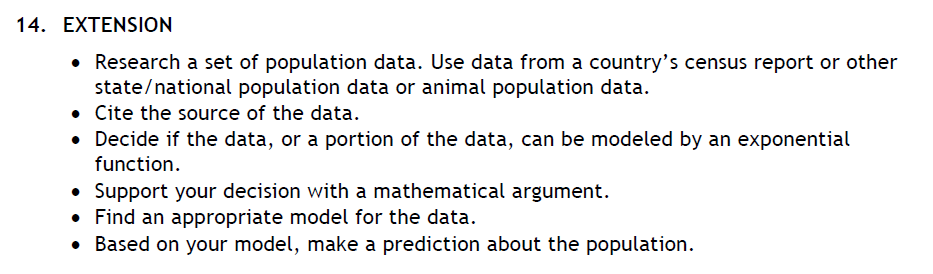 14. EXTENSION
• Research a set of population data. Use data from a country's census report or other
state/national population data or animal population data.
• Cite the source of the data.
• Decide if the data, or a portion of the data, can be modeled by an exponential
function.
• Support your decision with a mathematical argument.
• Find an appropriate model for the data.
• Based on your model, make a prediction about the population.